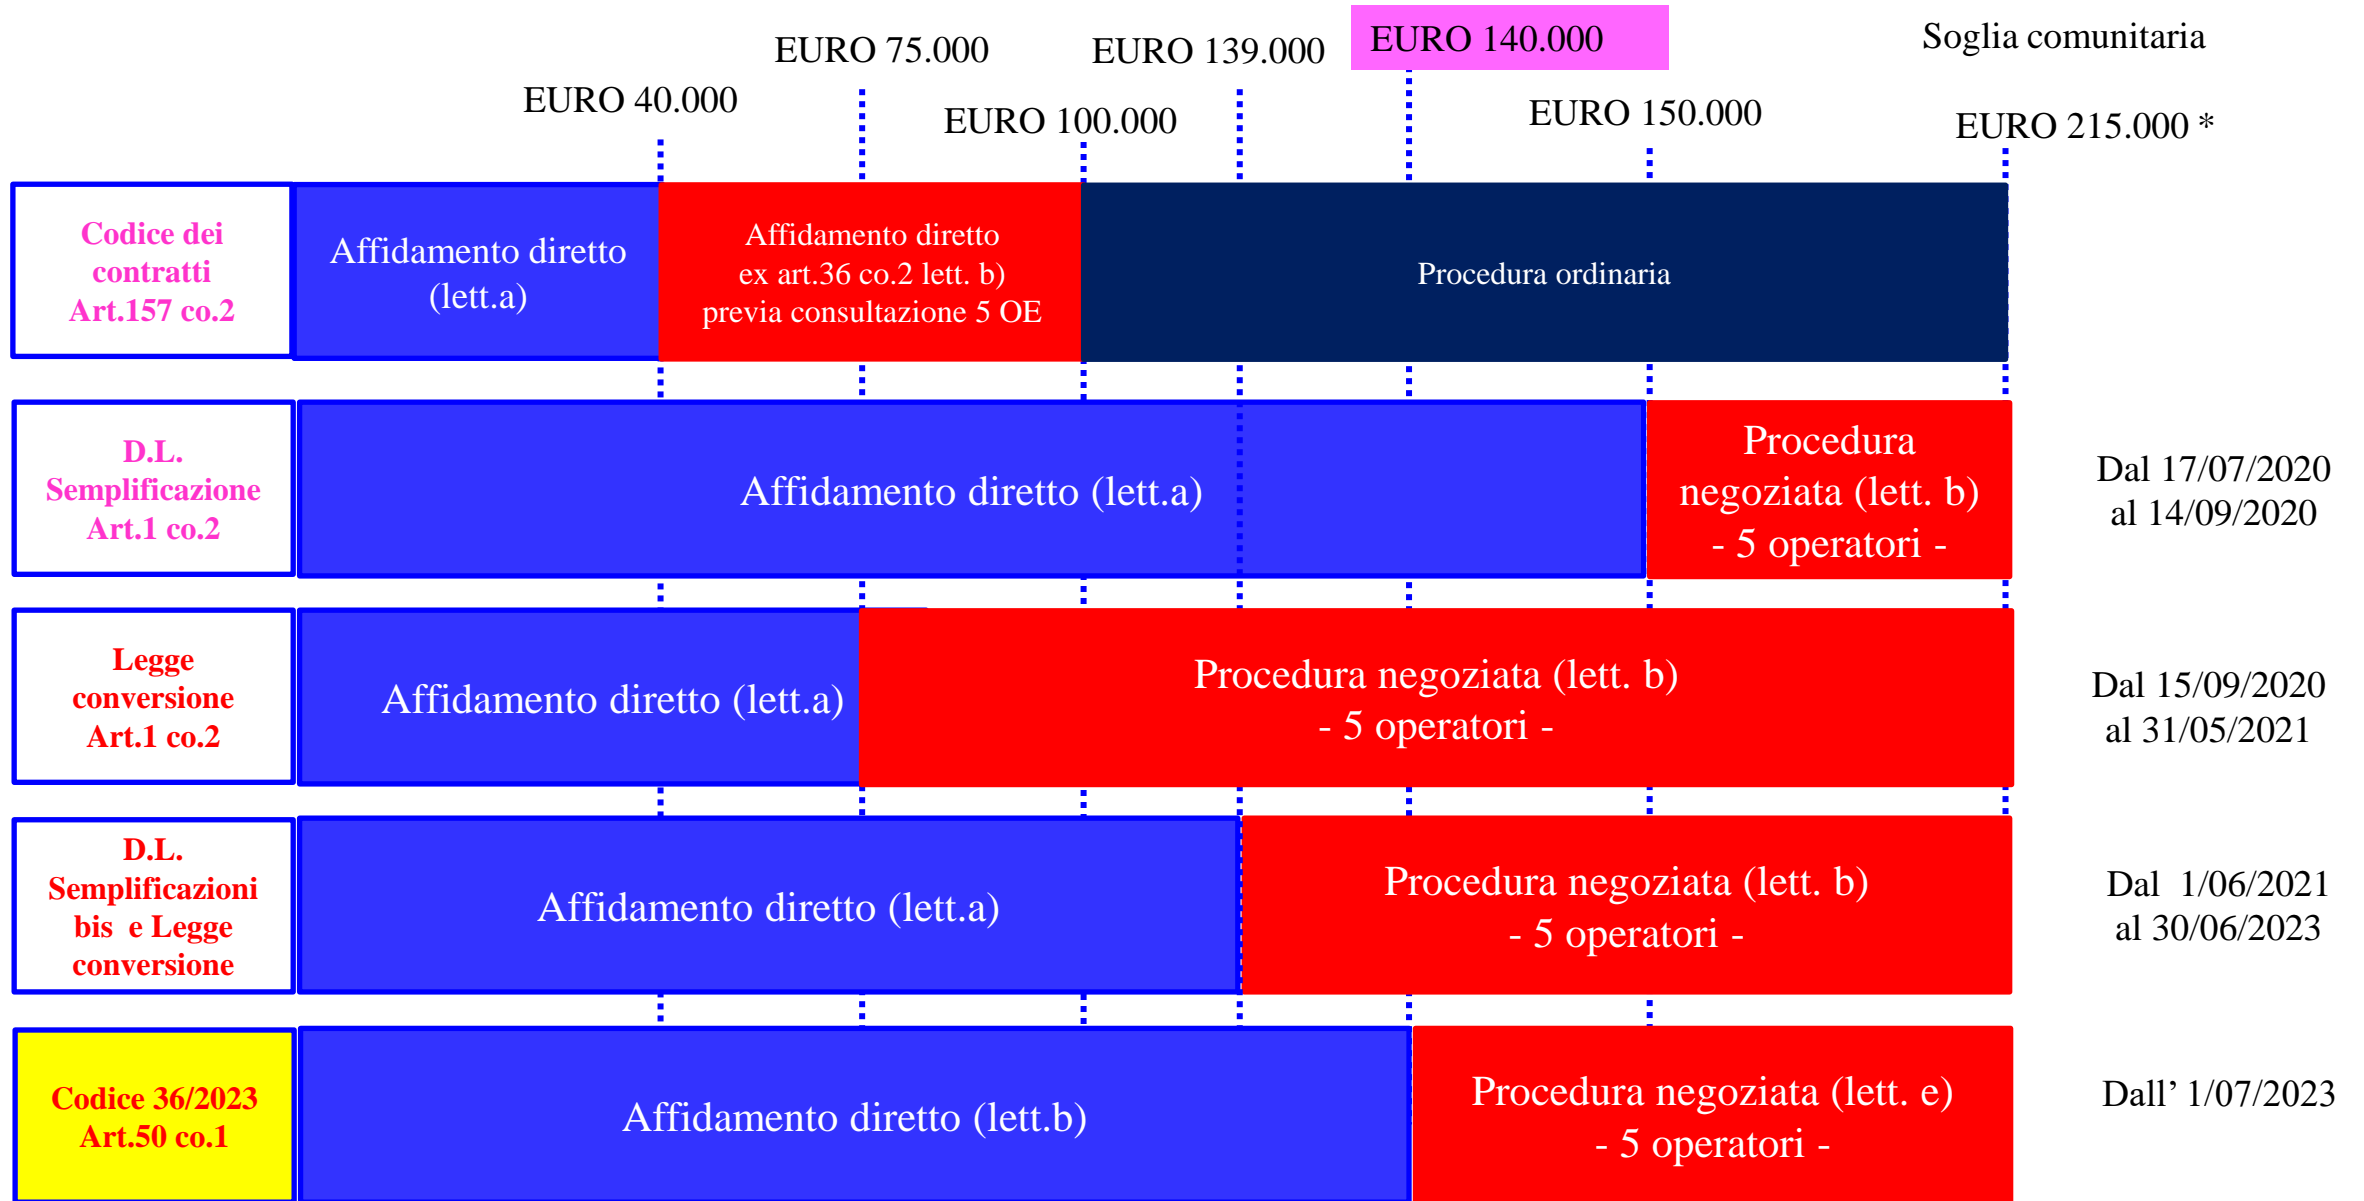 EURO 40.000
EURO 75.000
EURO 100.000
EURO 139.000
EURO 140.000
EURO 150.000
Soglia comunitaria
EURO 215.000 *
Codice dei
contratti
Art.157 co.2
Affidamento diretto
(lett.a)
Affidamento diretto
ex art.36 co.2 lett. b)
previa consultazione 5 OE
Procedura ordinaria
D.L.
Semplificazione
Art.1 co.2
Affidamento diretto (lett.a)
Procedura
negoziata (lett. b)
- 5 operatori -
Dal 17/07/2020
al 14/09/2020
Legge
conversione
Art.1 co.2
Affidamento diretto (lett.a)
Procedura negoziata (lett. b)
- 5 operatori -
Dal 15/09/2020
al 31/05/2021
D.L.
Semplificazioni
bis e Legge
conversione
Affidamento diretto (lett.a)
Procedura negoziata (lett. b)
- 5 operatori -
Dal 1/06/2021
al 30/06/2023
Codice 36/2023
Art.50 co.1
Affidamento diretto (lett.b)
Procedura negoziata (lett. e)
- 5 operatori -
Dall’ 1/07/2023